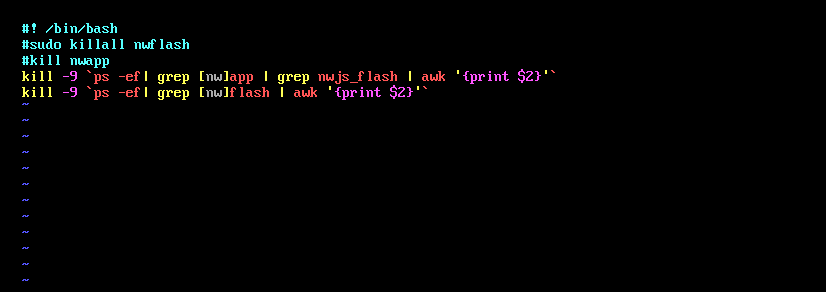 #! /bin/bash
#sudo killall nwflash
#kill nwapp
kill -9 `ps -ef| grep [nw]app | grep nwjs_flash | awk '{print $2}'`
kill -9 `ps -ef| grep [nw]flash | awk '{print $2}'`
~
~
~
~
~
~
~
~
~
~
~
~